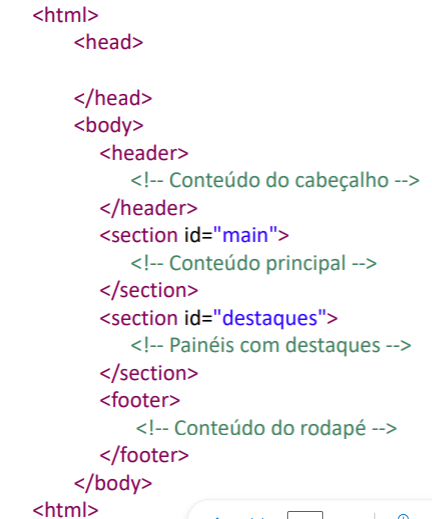 <html>
<head>
</head>
<body>
<header>
<!-- Conteúdo do cabeçalho -->
</header>
<section id="main">
<!-- Conteúdo principal -->
</section>
<section id="destaques">
<!-- Painéis com destaques -->
</section>
<footer>
<!-- Conteúdo do rodapé -->
</footer>
</body>
<html>